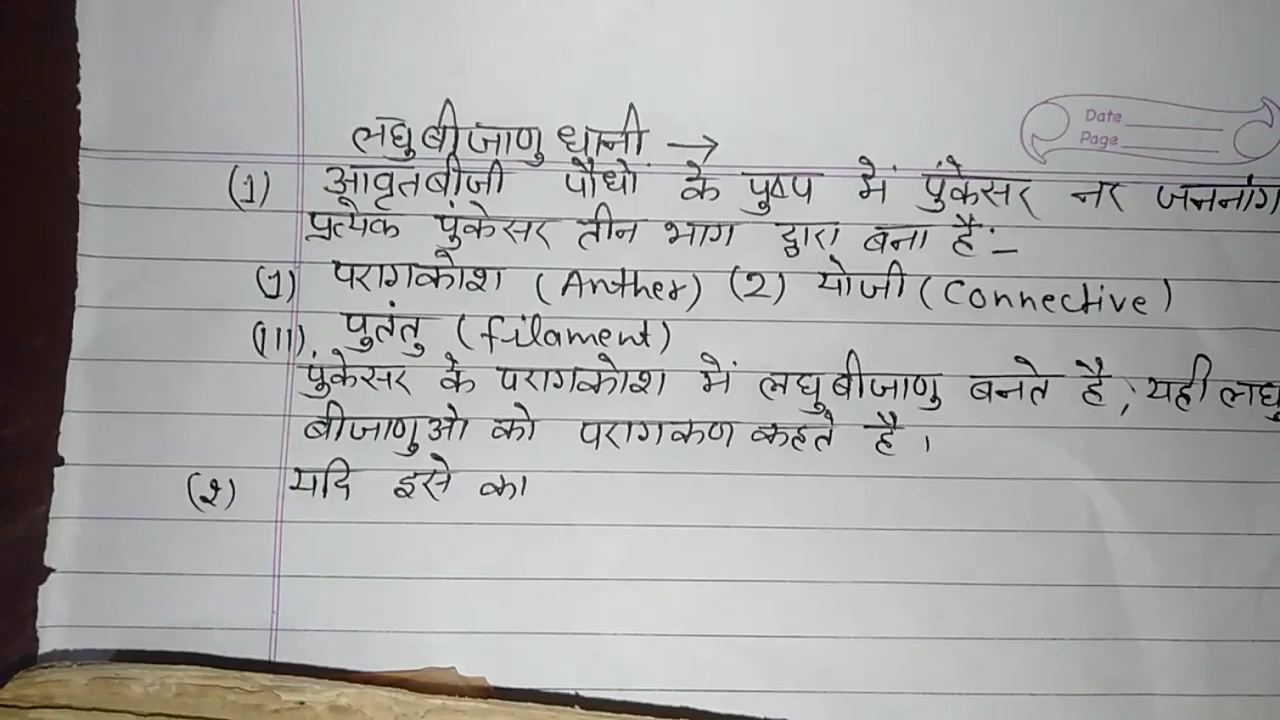 Date
Page
लघुबीजाणुधानी →
(1) आवृतबीजी पौधों के पुष्प में पुंकेसर नर जननांग
प्रत्येक पुंकेसर तीन भाग द्वारा बना है:-
(1) परागकोश (Anther) (2) योजी (Connective)
(III) पुतंतु (filament)
पुंकेसर के परागकोश में लघुबीजाणु बनते है, यही लघु
बीजाणुओ को परागकण कहते है।
(2) यदि इसे का